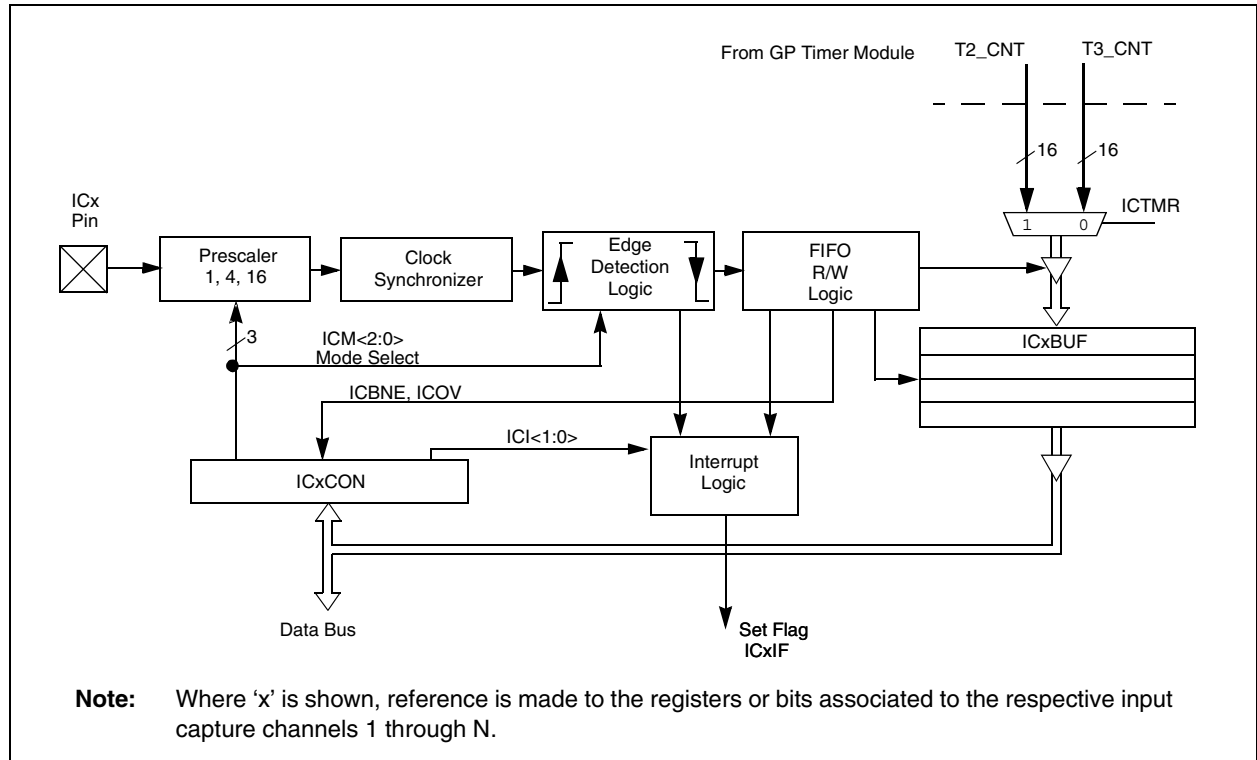 From GP Timer Module
T2_CNT
T3_CNT
16
16
ICx
Pin
1 0
ICTMR
Prescaler
1, 4, 16
Clock
Synchronizer
Edge
Detection
Logic
FIFO
R/W
Logic
3
ICM<2:0>
Mode Select
ICxBUF
ICBNE, ICOV
ICI<1:0>
ICxCON
Interrupt
Logic
Data Bus
Set Flag
ICxIF
Note: Where ‘x’ is shown, reference is made to the registers or bits associated to the respective input
capture channels 1 through N.